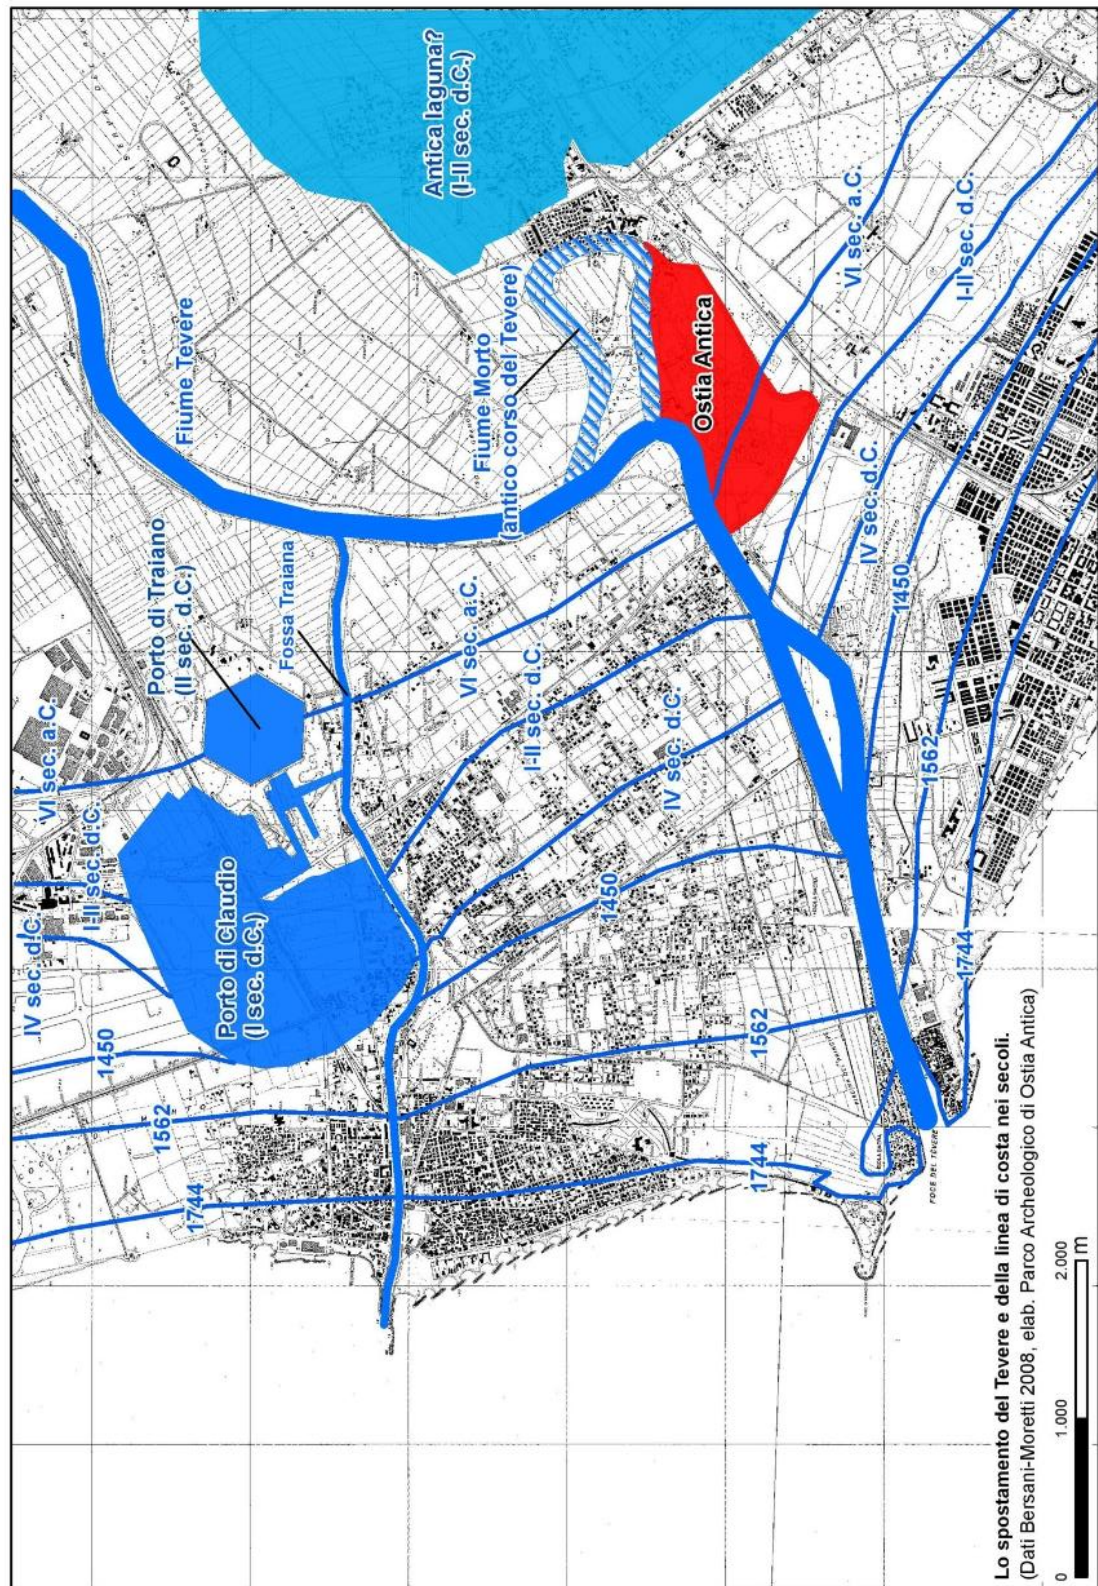 IV sec. d.C.
VI sec. a.C.
I-II sec. d.C.
1450
Porto di Traiano
(II sec. d.C.)
1562
Fiume Tevere
1744
Porto di Claudio
(I sec. d.C.)
Fossa Traiana
Antica laguna?
(I-II sec. d.C.)
VI sec. a.C.
Fiume Morto
(antico corso del Tevere)
I-II sec. d.C.
1450
IV sec. d.C.
Ostia Antica
1744
1562
VI sec. a.C.
IV sec. d.C.
1450
FOCE DEL TEVERE
1562
I-II sec. d.C.
1744
Lo spostamento del Tevere e della linea di costa nei secoli.
(Dati Bersani-Moretti 2008, elab. Parco Archeologico di Ostia Antica)
0 1.000 2.000
m